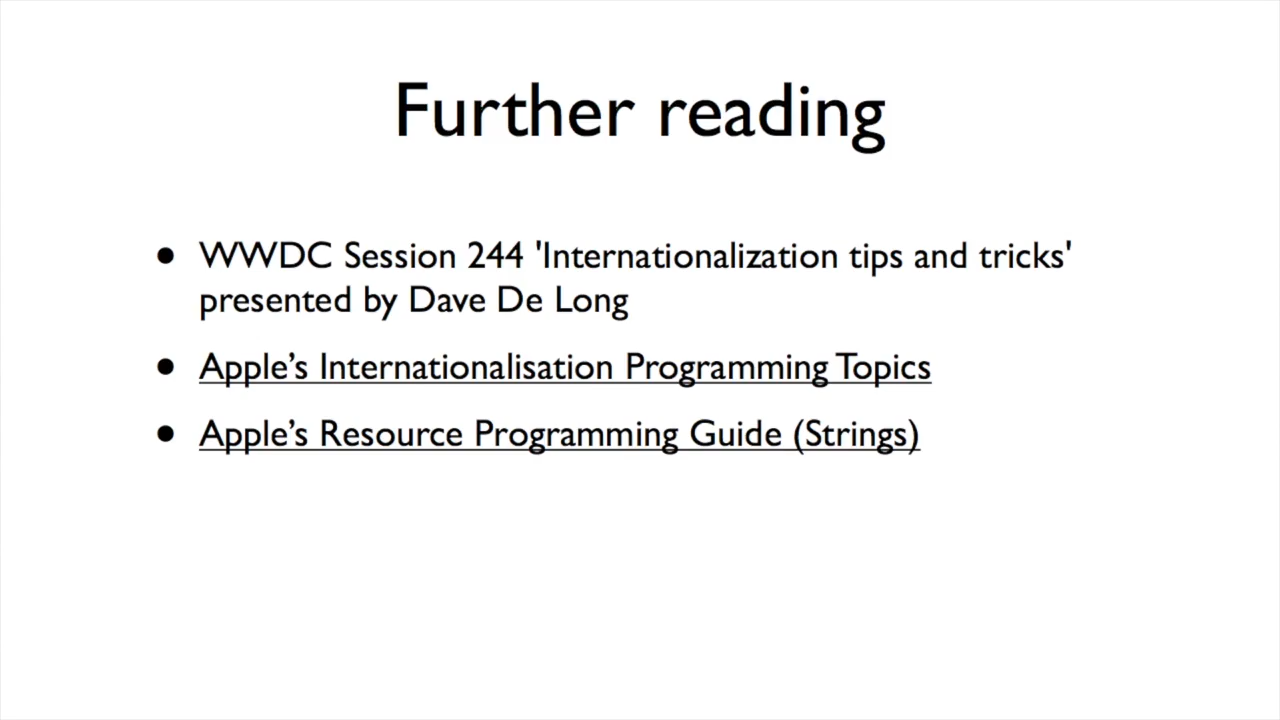 Further reading
• WWDC Session 244 'Internationalization tips and tricks'
presented by Dave De Long
• Apple’s Internationalisation Programming Topics
• Apple’s Resource Programming Guide (Strings)